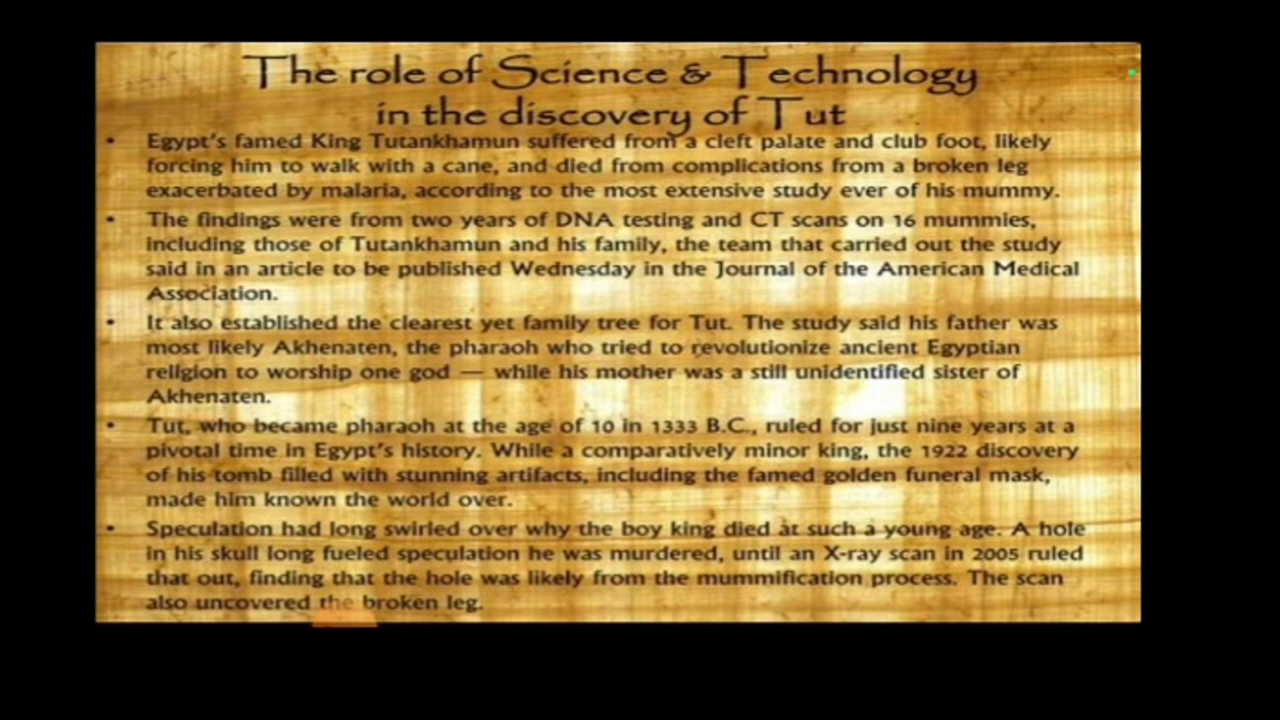 The role of Science & Technology
in the discovery of Tut
• Egypt's famed King Tutankhamun suffered from a cleft palate and club foot, likely
forcing him to walk with a cane, and died from complications from a broken leg
exacerbated by malaria, according to the most extensive study ever of his mummy.
• The findings were from two years of DNA testing and CT scans on 16 mummies,
including those of Tutankhamun and his family, the team that carried out the study
said in an article to be published Wednesday in the Journal of the American Medical
Association.
• It also established the clearest yet family tree for Tut. The study said his father was
most likely Akhenaten, the pharaoh who tried to revolutionize ancient Egyptian
religion to worship one god — while his mother was a still unidentified sister of
Akhenaten.
• Tut, who became pharaoh at the age of 10 in 1333 B.C., ruled for just nine years at a
pivotal time in Egypt's history. While a comparatively minor king, the 1922 discovery
of his tomb filled with stunning artifacts, including the famed golden funeral mask,
made him known the world over.
• Speculation had long swirled over why the boy king died at such a young age. A hole
in his skull long fueled speculation he was murdered, until an X-ray scan in 2005 ruled
that out, finding that the hole was likely from the mummification process. The scan
also uncovered the broken leg.